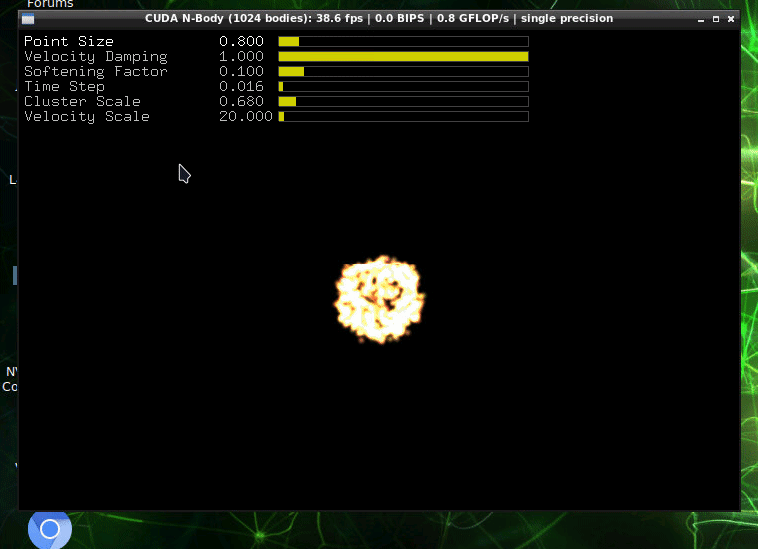 Forums
CUDA N-Body (1024 bodies): 38.6 fps | 0.0 BIPS | 0.8 GFLOP/s | single precision
Point Size 0.800
Velocity Damping 1.000
Softening Factor 0.100
Time Step 0.016
Cluster Scale 0.680
Velocity Scale 20.000
L
NV
Co